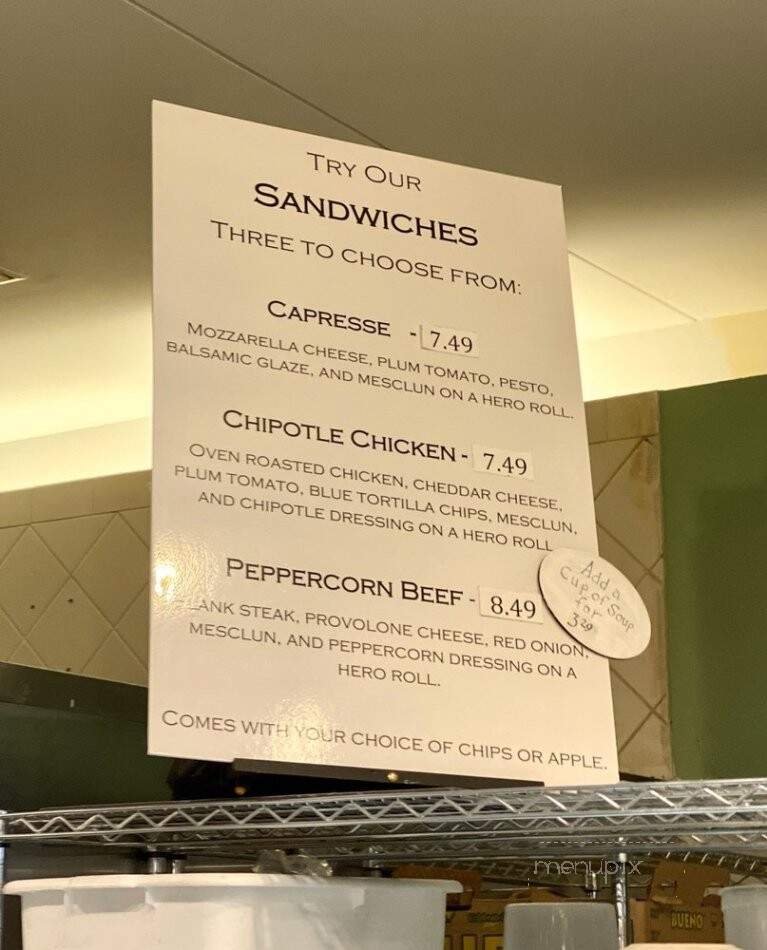 TRY OUR
SANDWICHES
THREE TO CHOOSE FROM:
CAPRESSE - 7.49
MOZZARELLA CHEESE, PLUM TOMATO, PESTO,
BALSAMIC GLAZE, AND MESCLUN ON A HERO ROLL.
CHIPOTLE CHICKEN - 7.49
OVEN ROASTED CHICKEN, CHEDDAR CHEESE,
PLUM TOMATO, BLUE TORTILLA CHIPS, MESCLUN,
AND CHIPOTLE DRESSING ON A HERO ROLL
PEPPERCORN BEEF - 8.49
STEAK, PROVOLONE CHEESE, RED ONION,
MESCLUN, AND PEPPERCORN DRESSING ON A
HERO ROLL.
COMES WITH YOUR CHOICE OF CHIPS OR APPLE.
Add a
Cup of Soup
for
3.29
menupix
BUENO